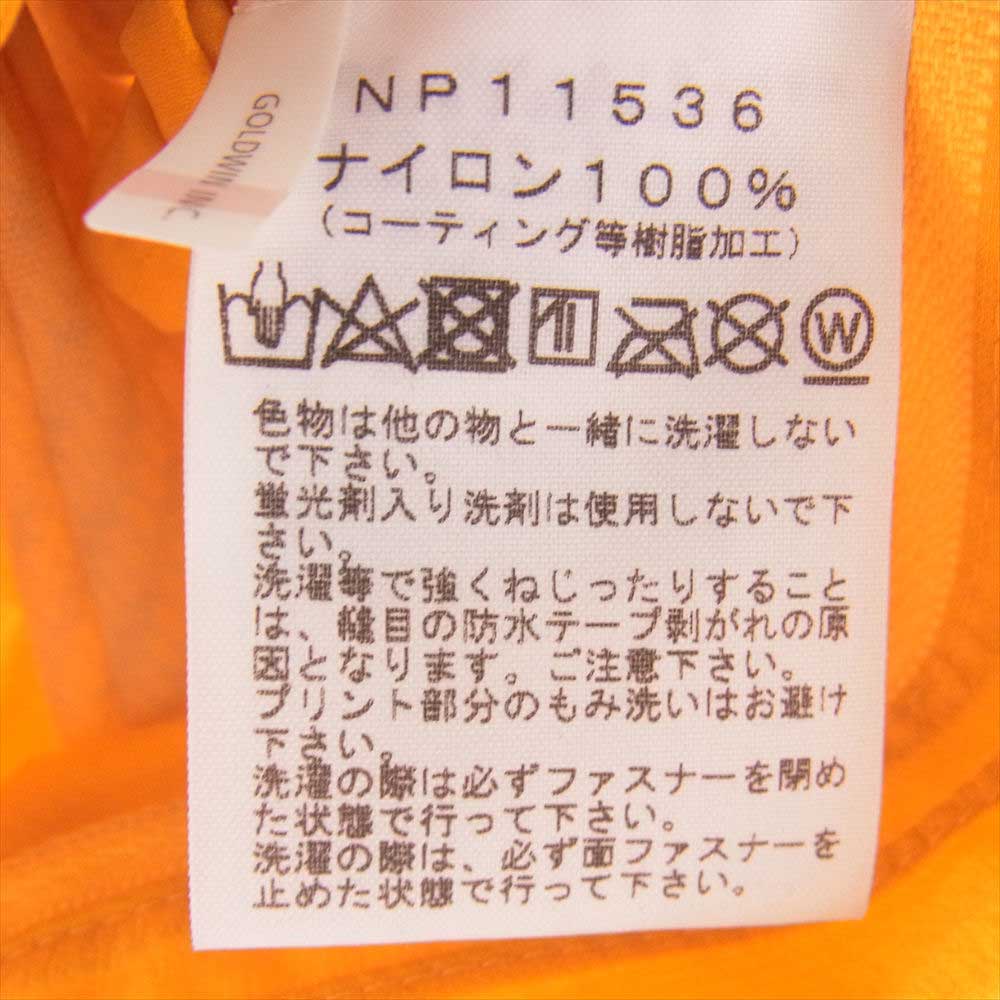 GOLDWIN INC.
NP11536
ナイロン100%
(コーティング等樹脂加工)
W
色物は他の物と一緒に洗濯しない
で下さい。
蛍光剤入り洗剤は使用しないで下
さい。
洗濯等で強くねじったりすること
は、縫目の防水テープ剥がれの原
因となります。ご注意下さい。
プリント部分のもみ洗いはお避け
下さい。
洗濯の際は必ずファスナーを閉め
た状態で行って下さい。
洗濯の際は、必ず面ファスナーを
止めた状態で行って下さい。